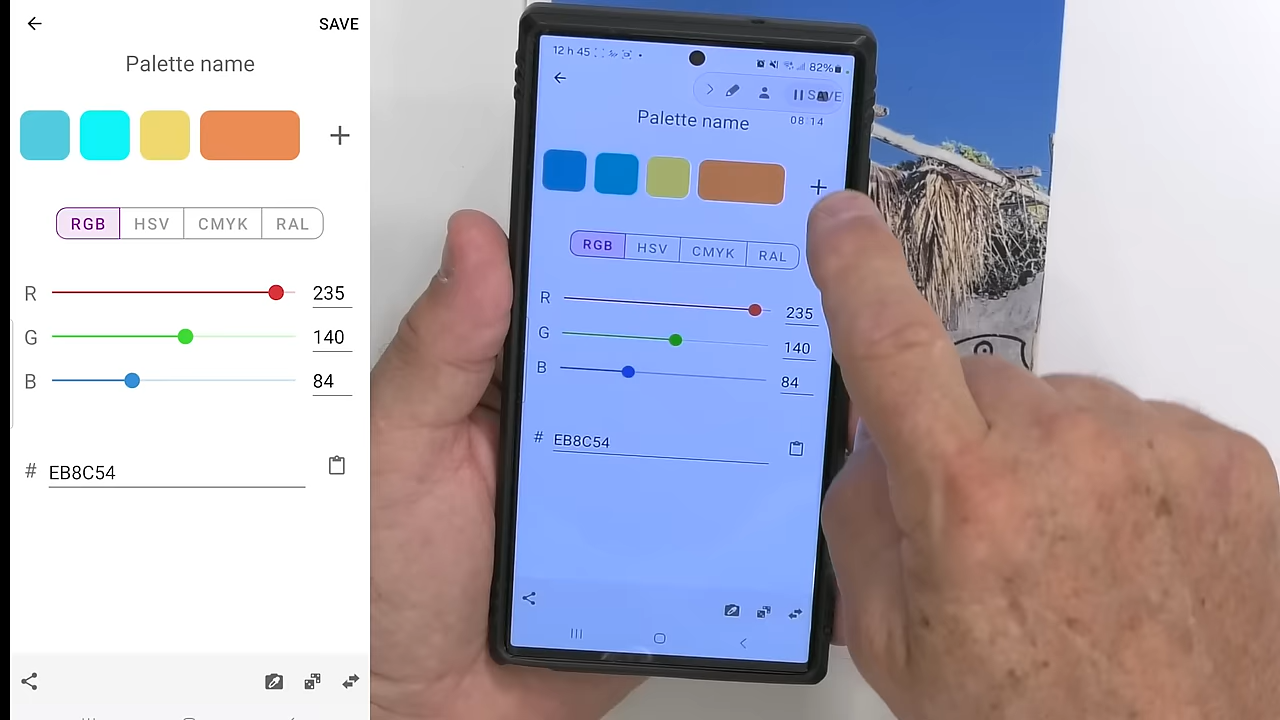 SAVE
Palette name
RGB HSV CMYK RAL
R 235
G 140
B 84
# EB8C54
12 h 45 82%
SAVE
Palette name 08 14
RGB HSV CMYK RAL
R 235
G 140
B 84
# EB8C54